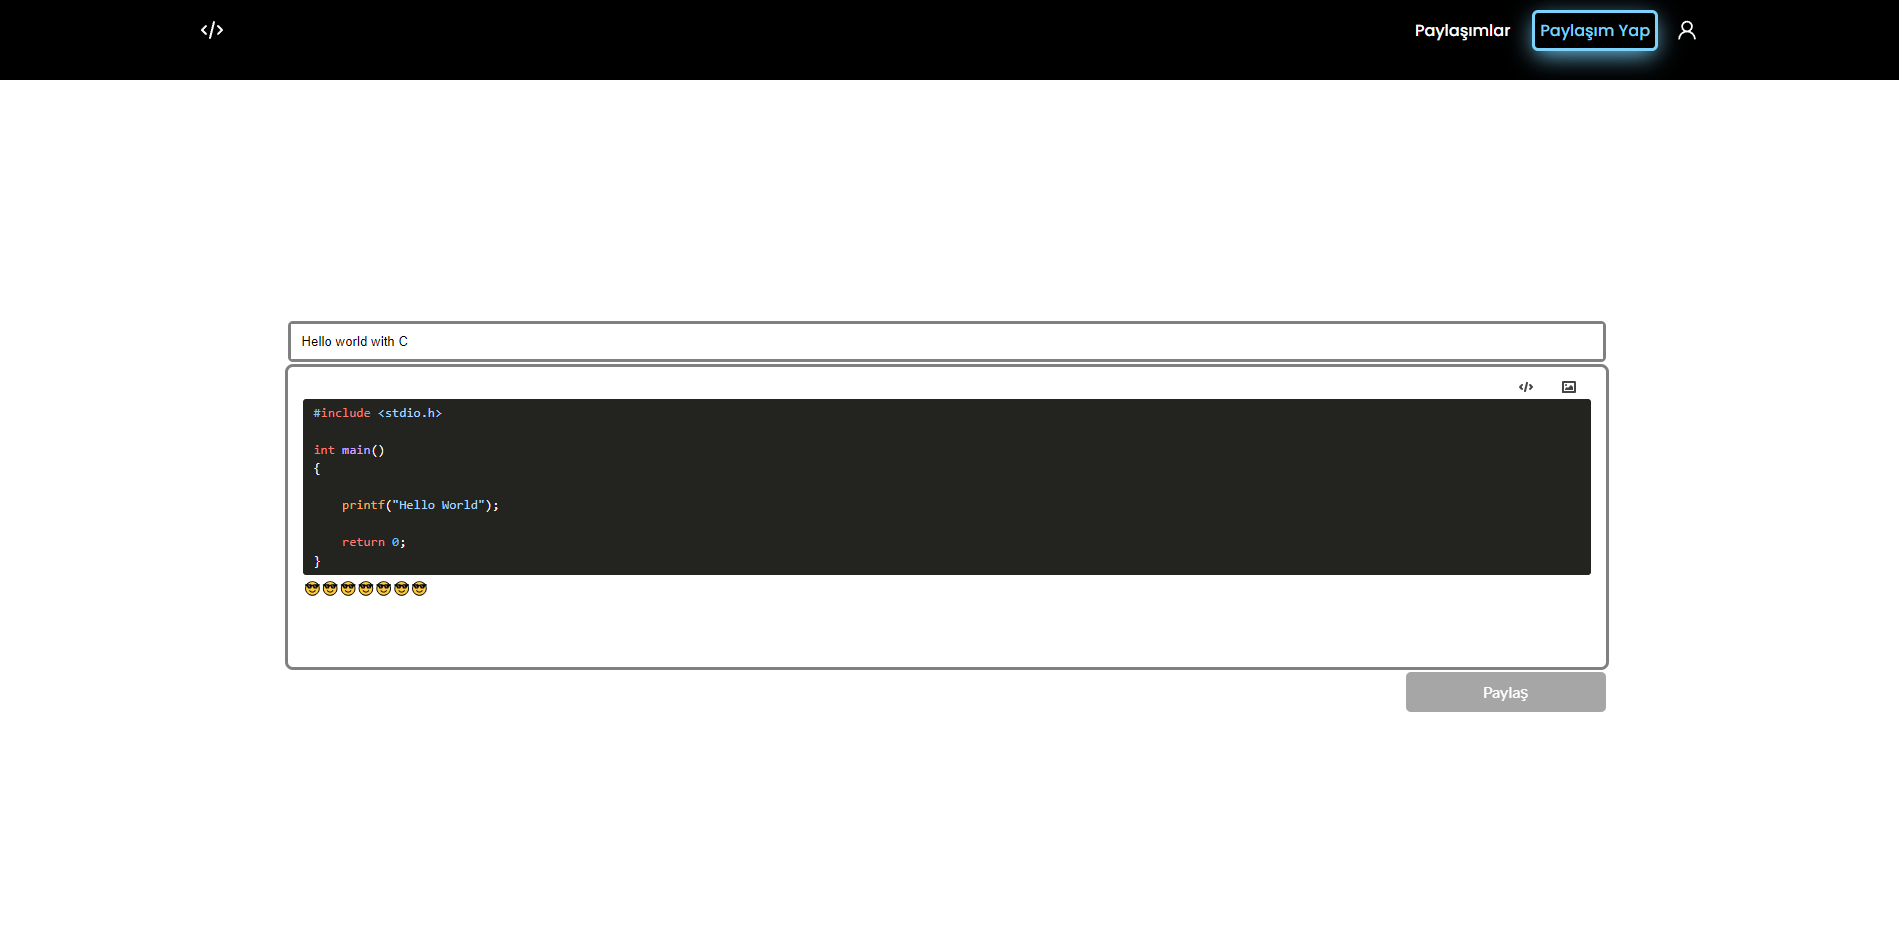 </>
Paylaşımlar Paylaşım Yap
Hello world with C
</>
#include <stdio.h>
int main()
{
printf("Hello World");
return 0;
}
😎😎😎😎😎😎😎
Paylaş